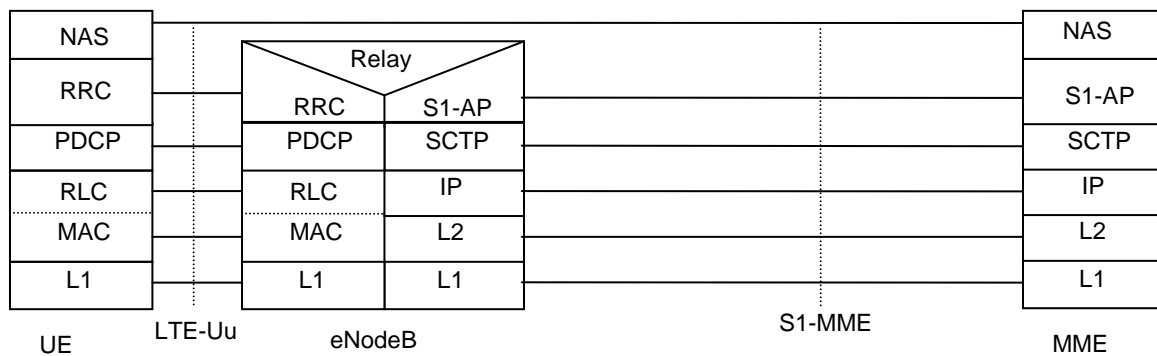 NAS
NAS
Relay
RRC
RRC
S1-AP
S1-AP
PDCP
PDCP
SCTP
SCTP
RLC
RLC
IP
IP
MAC
MAC
L2
L2
L1
L1
L1
L1
LTE-Uu
S1-MME
UE
eNodeB
MME